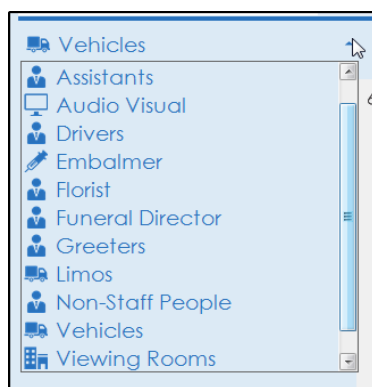 Vehicles
Assistants
Audio Visual
Drivers
Embalmer
Florist
Funeral Director
Greeters
Limos
Non-Staff People
Vehicles
Viewing Rooms